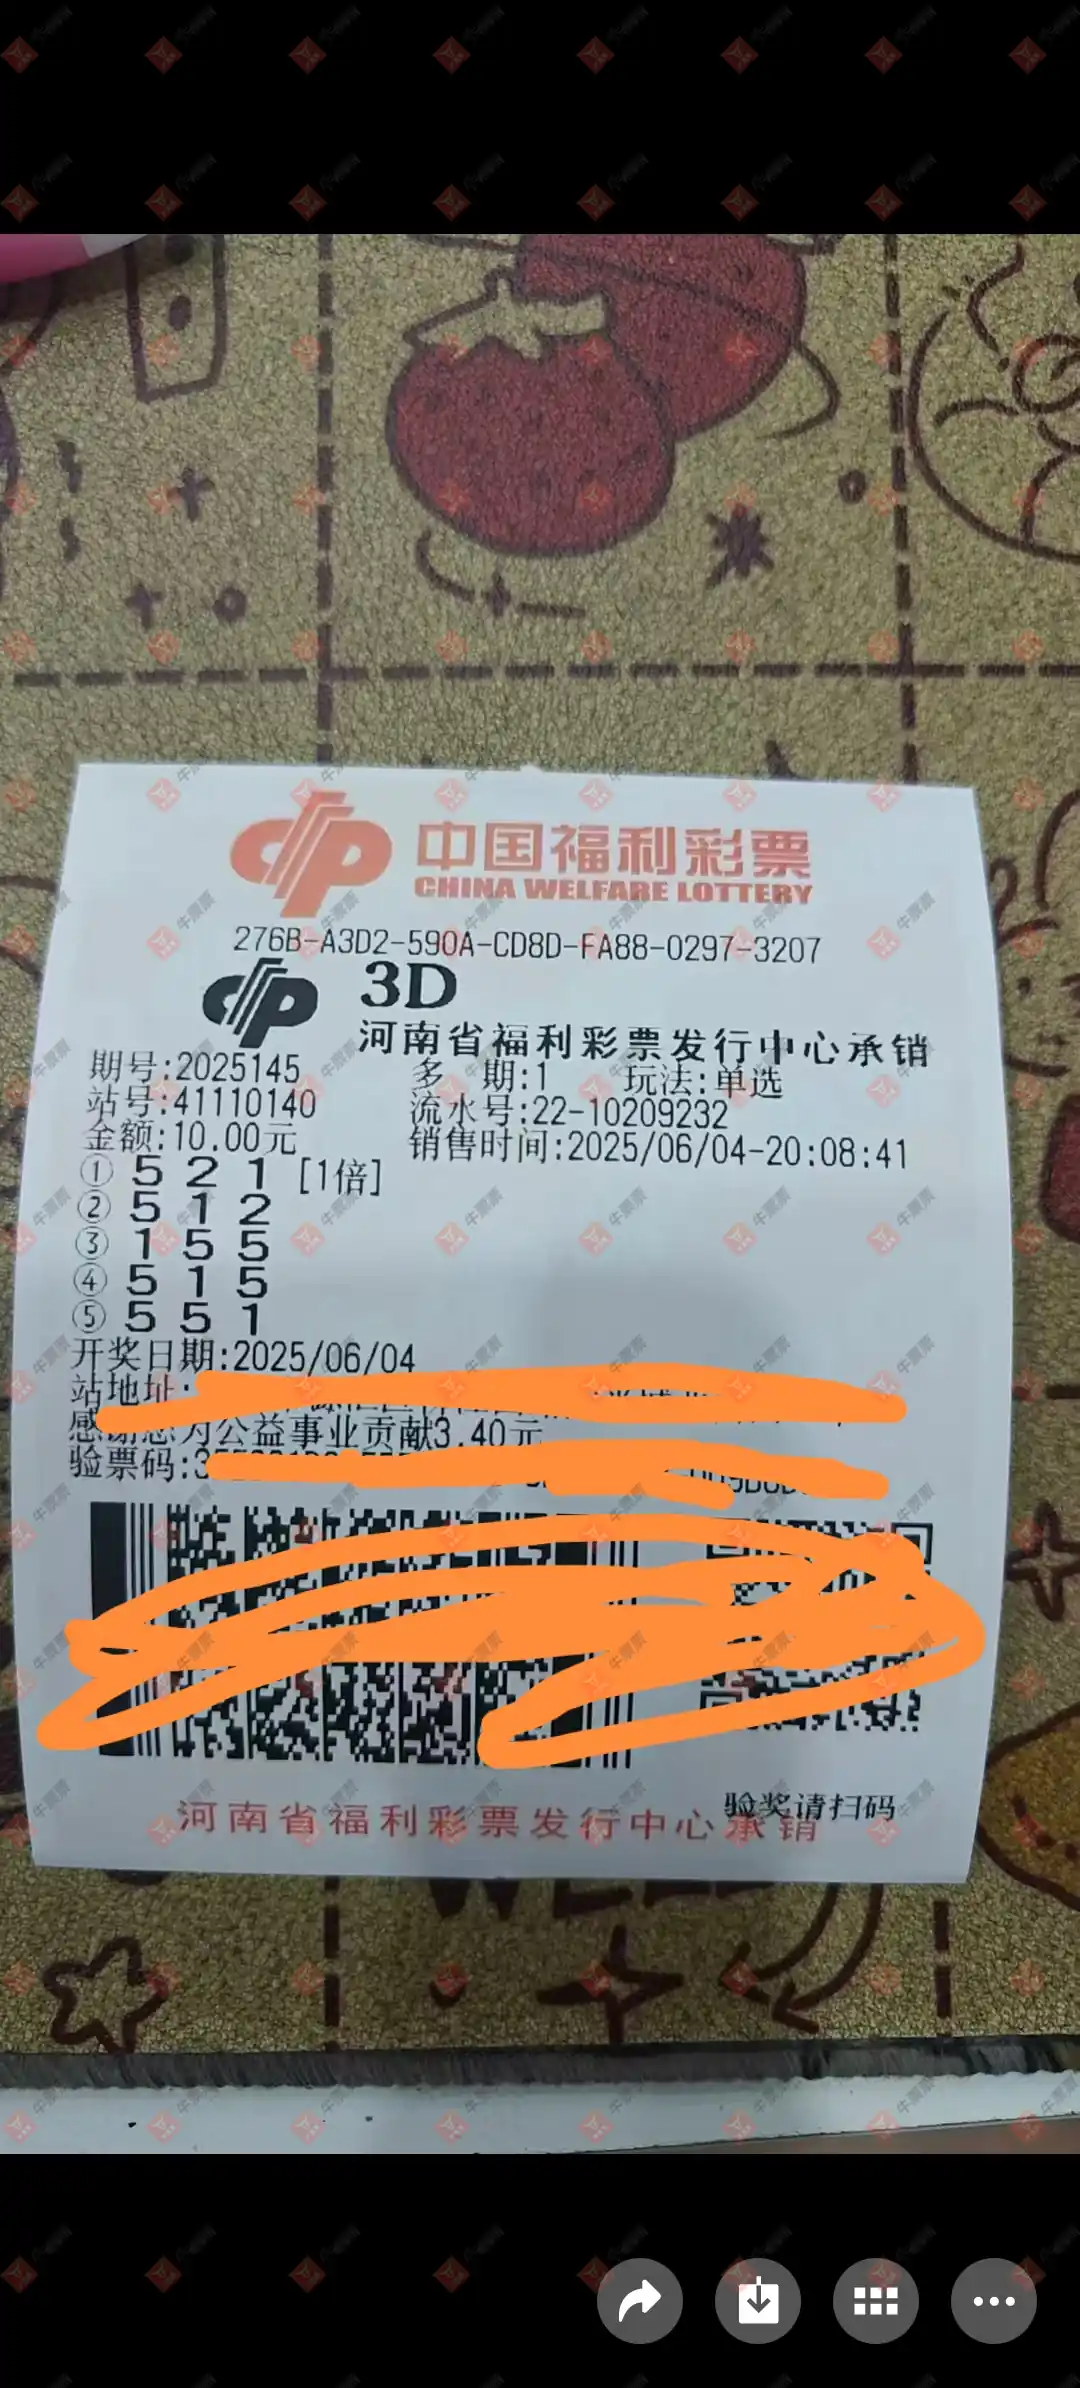 中国福利彩票
CHINA WELFARE LOTTERY
276B-A3D2-590A-CD8D-FA88-0297-3207
3D
河南省福利彩票发行中心承销
期号:2025145 多 期:1 玩法:单选
站号:41110140 流水号:22-10209232
金额:10.00元 销售时间:2025/06/04-20:08:41
① 5 2 1 [1倍]
② 5 1 2
③ 1 5 5
④ 5 1 5
⑤ 5 5 1
开奖日期:2025/06/04
站地址:
感谢您为公益事业贡献3.40元
验票码:
验奖请扫码
河南省福利彩票发行中心承销
牛票票